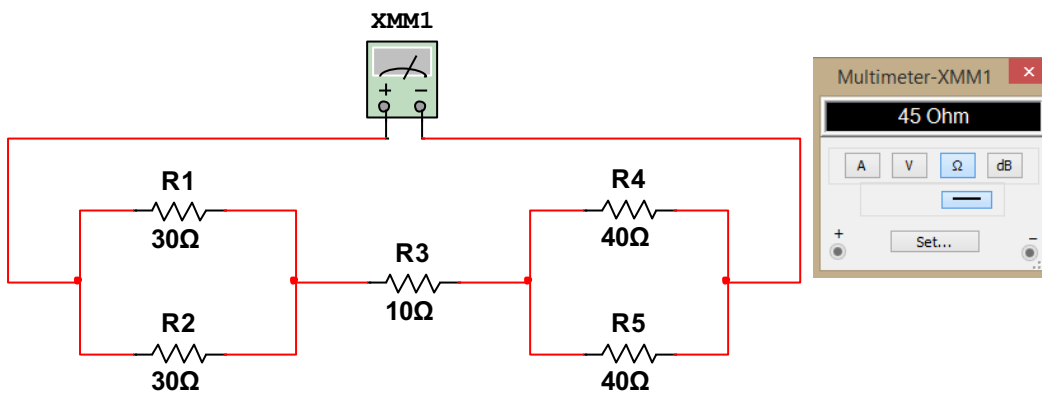 XMM1
+ −
R1
30Ω
R2
30Ω
R3
10Ω
R4
40Ω
R5
40Ω
Multimeter-XMM1 ×
45 Ohm
A V Ω dB
+ Set... −